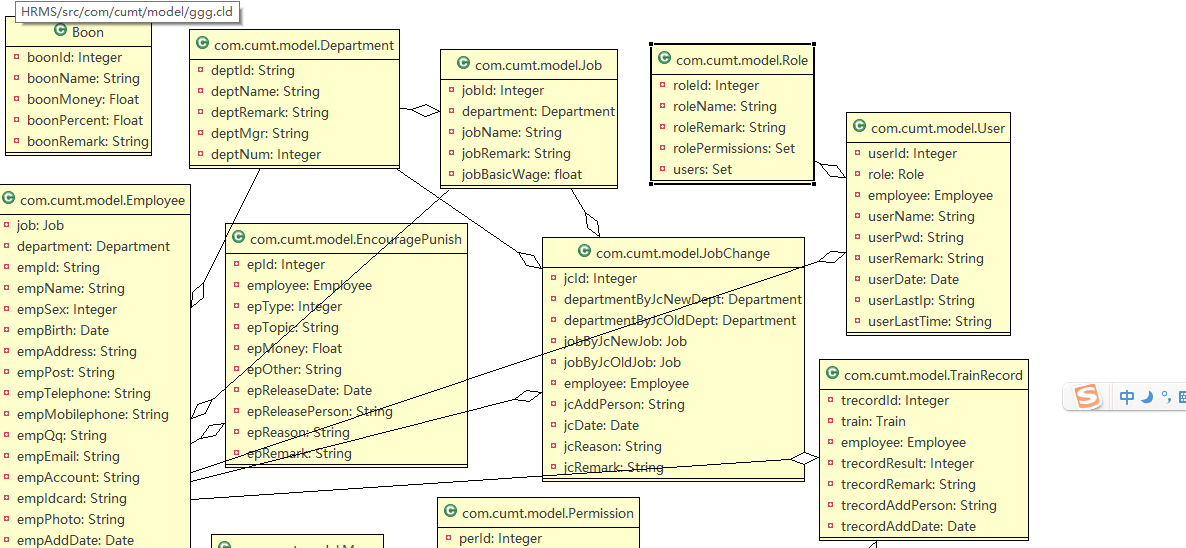 HRMS/src/com/cumt/model/ggg.cld
Boon
boonId: Integer
boonName: String
boonMoney: Float
boonPercent: Float
boonRemark: String
com.cumt.model.Department
deptId: String
deptName: String
deptRemark: String
deptMgr: String
deptNum: Integer
com.cumt.model.Job
jobId: Integer
department: Department
jobName: String
jobRemark: String
jobBasicWage: float
com.cumt.model.Role
roleId: Integer
roleName: String
roleRemark: String
rolePermissions: Set
users: Set
com.cumt.model.User
userId: Integer
role: Role
employee: Employee
userName: String
userPwd: String
userRemark: String
userDate: Date
userLastIp: String
userLastTime: String
com.cumt.model.Employee
job: Job
department: Department
empId: String
empName: String
empSex: Integer
empBirth: Date
empAddress: String
empPost: String
empTelephone: String
empMobilephone: String
empQq: String
empEmail: String
empAccount: String
empIdcard: String
empPhoto: String
empAddDate: Date
com.cumt.model.EncouragePunish
epId: Integer
employee: Employee
epType: Integer
epTopic: String
epMoney: Float
epOther: String
epReleaseDate: Date
epReleasePerson: String
epReason: String
epRemark: String
com.cumt.model.JobChange
jcId: Integer
departmentByJcNewDept: Department
departmentByJcOldDept: Department
jobByJcNewJob: Job
jobByJcOldJob: Job
employee: Employee
jcAddPerson: String
jcDate: Date
jcReason: String
jcRemark: String
com.cumt.model.TrainRecord
trecordId: Integer
train: Train
employee: Employee
trecordResult: Integer
trecordRemark: String
trecordAddPerson: String
trecordAddDate: Date
com.cumt.model.Permission
perId: Integer
中